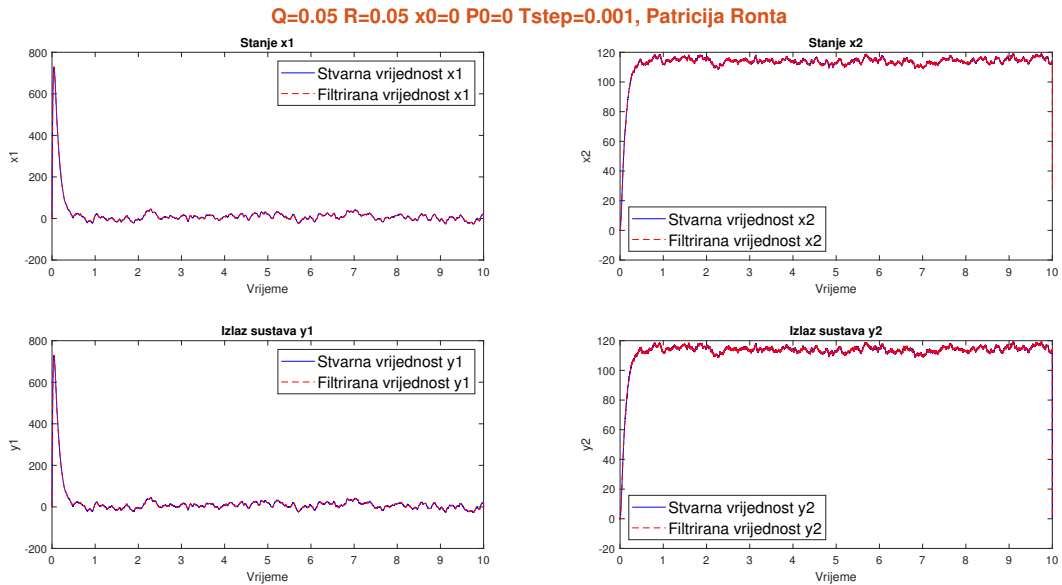 Q=0.05 R=0.05 x0=0 P0=0 Tstep=0.001, Patricija Ronta
Stanje x1
800
600
400
200
0
-200
x1
Stvarna vrijednost x1
Filtrirana vrijednost x1
0 1 2 3 4 5 6 7 8 9 10
Vrijeme
Stanje x2
120
100
80
60
40
20
0
-20
x2
Stvarna vrijednost x2
Filtrirana vrijednost x2
0 1 2 3 4 5 6 7 8 9 10
Vrijeme
Izlaz sustava y1
800
600
400
200
0
-200
y1
Stvarna vrijednost y1
Filtrirana vrijednost y1
0 1 2 3 4 5 6 7 8 9 10
Vrijeme
Izlaz sustava y2
120
100
80
60
40
20
0
-20
y2
Stvarna vrijednost y2
Filtrirana vrijednost y2
0 1 2 3 4 5 6 7 8 9 10
Vrijeme